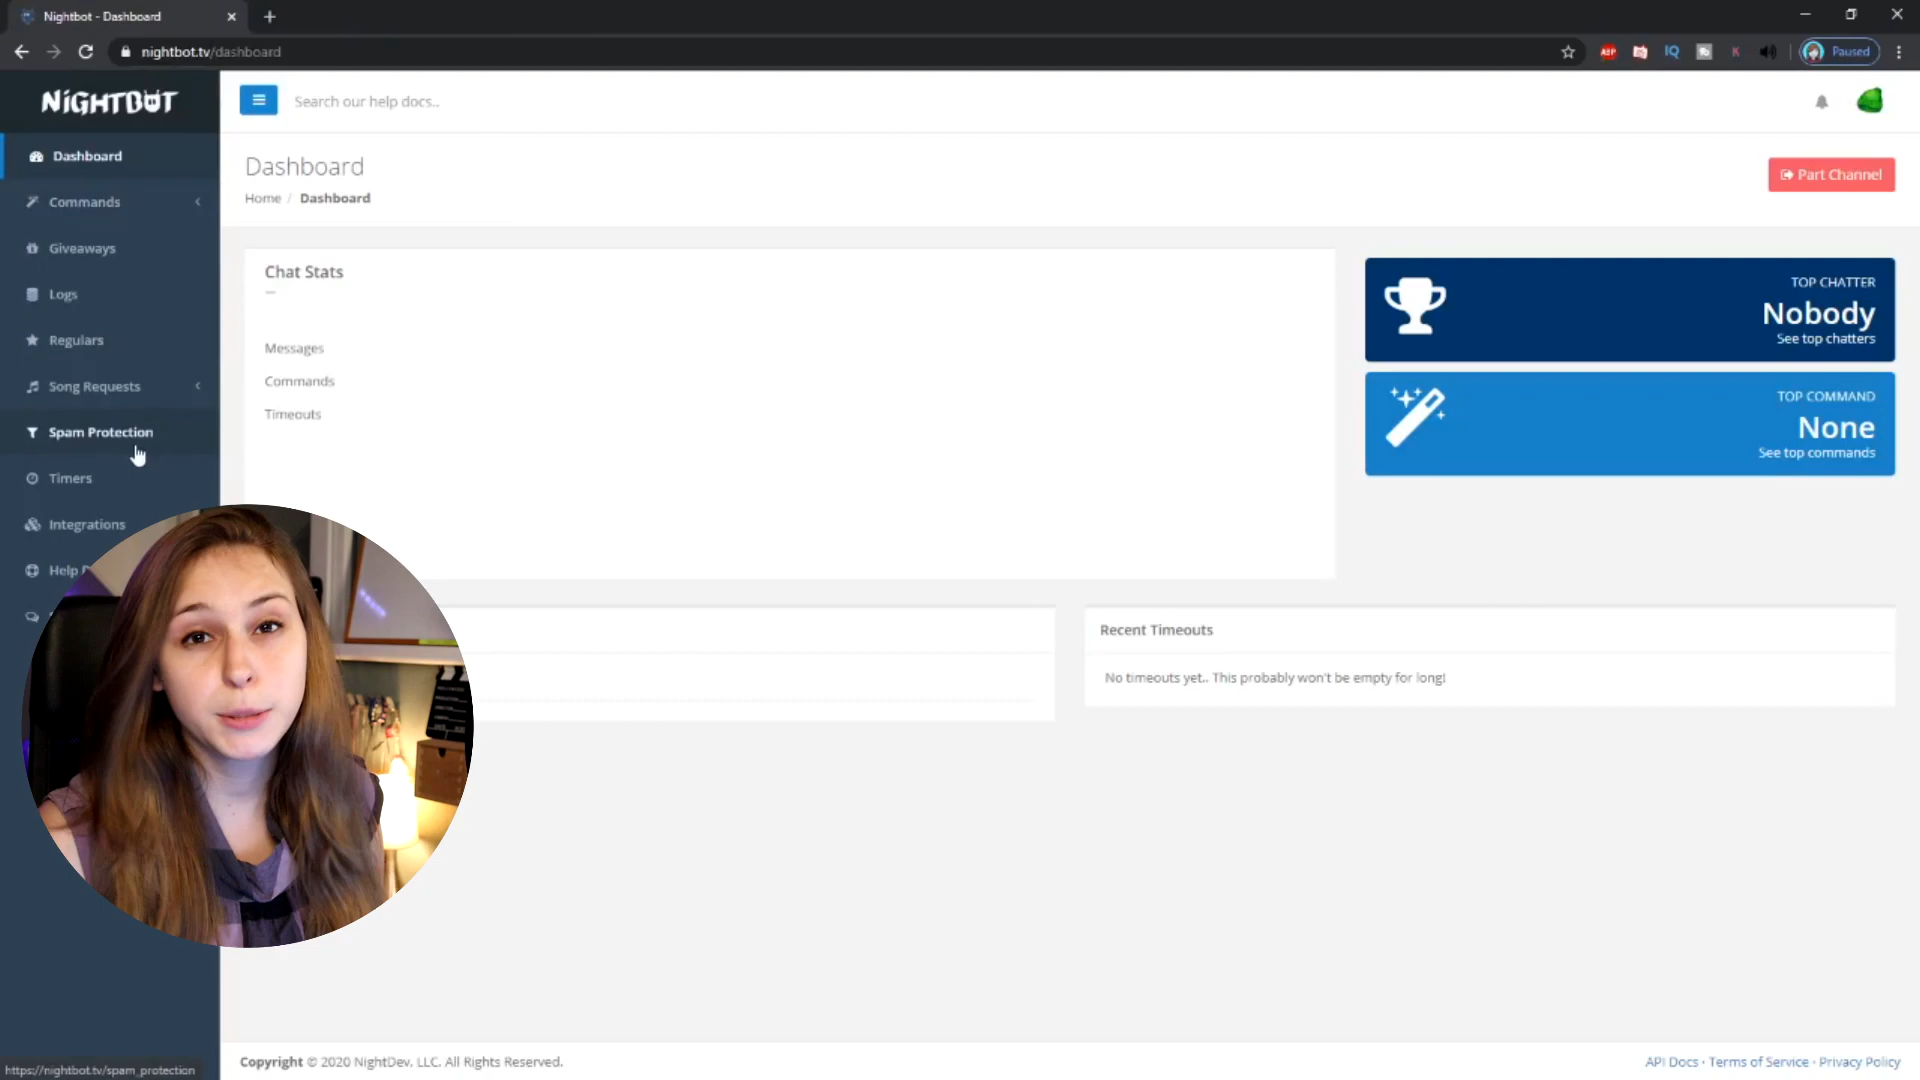 Nightbot - Dashboard
nightbot.tv/dashboard
ABP
IQ
K
Paused
NIGHTBOT
Search our help docs..
Dashboard
Commands
Giveaways
Logs
Regulars
Song Requests
Spam Protection
Timers
Integrations
Help
Dashboard
Home / Dashboard
Part Channel
Chat Stats
Messages
Commands
Timeouts
TOP CHATTER
Nobody
See top chatters
TOP COMMAND
None
See top commands
Recent Timeouts
No timeouts yet.. This probably won't be empty for long!
Copyright © 2020 NightDev, LLC. All Rights Reserved.
API Docs · Terms of Service · Privacy Policy
https://nightbot.tv/spam_protection